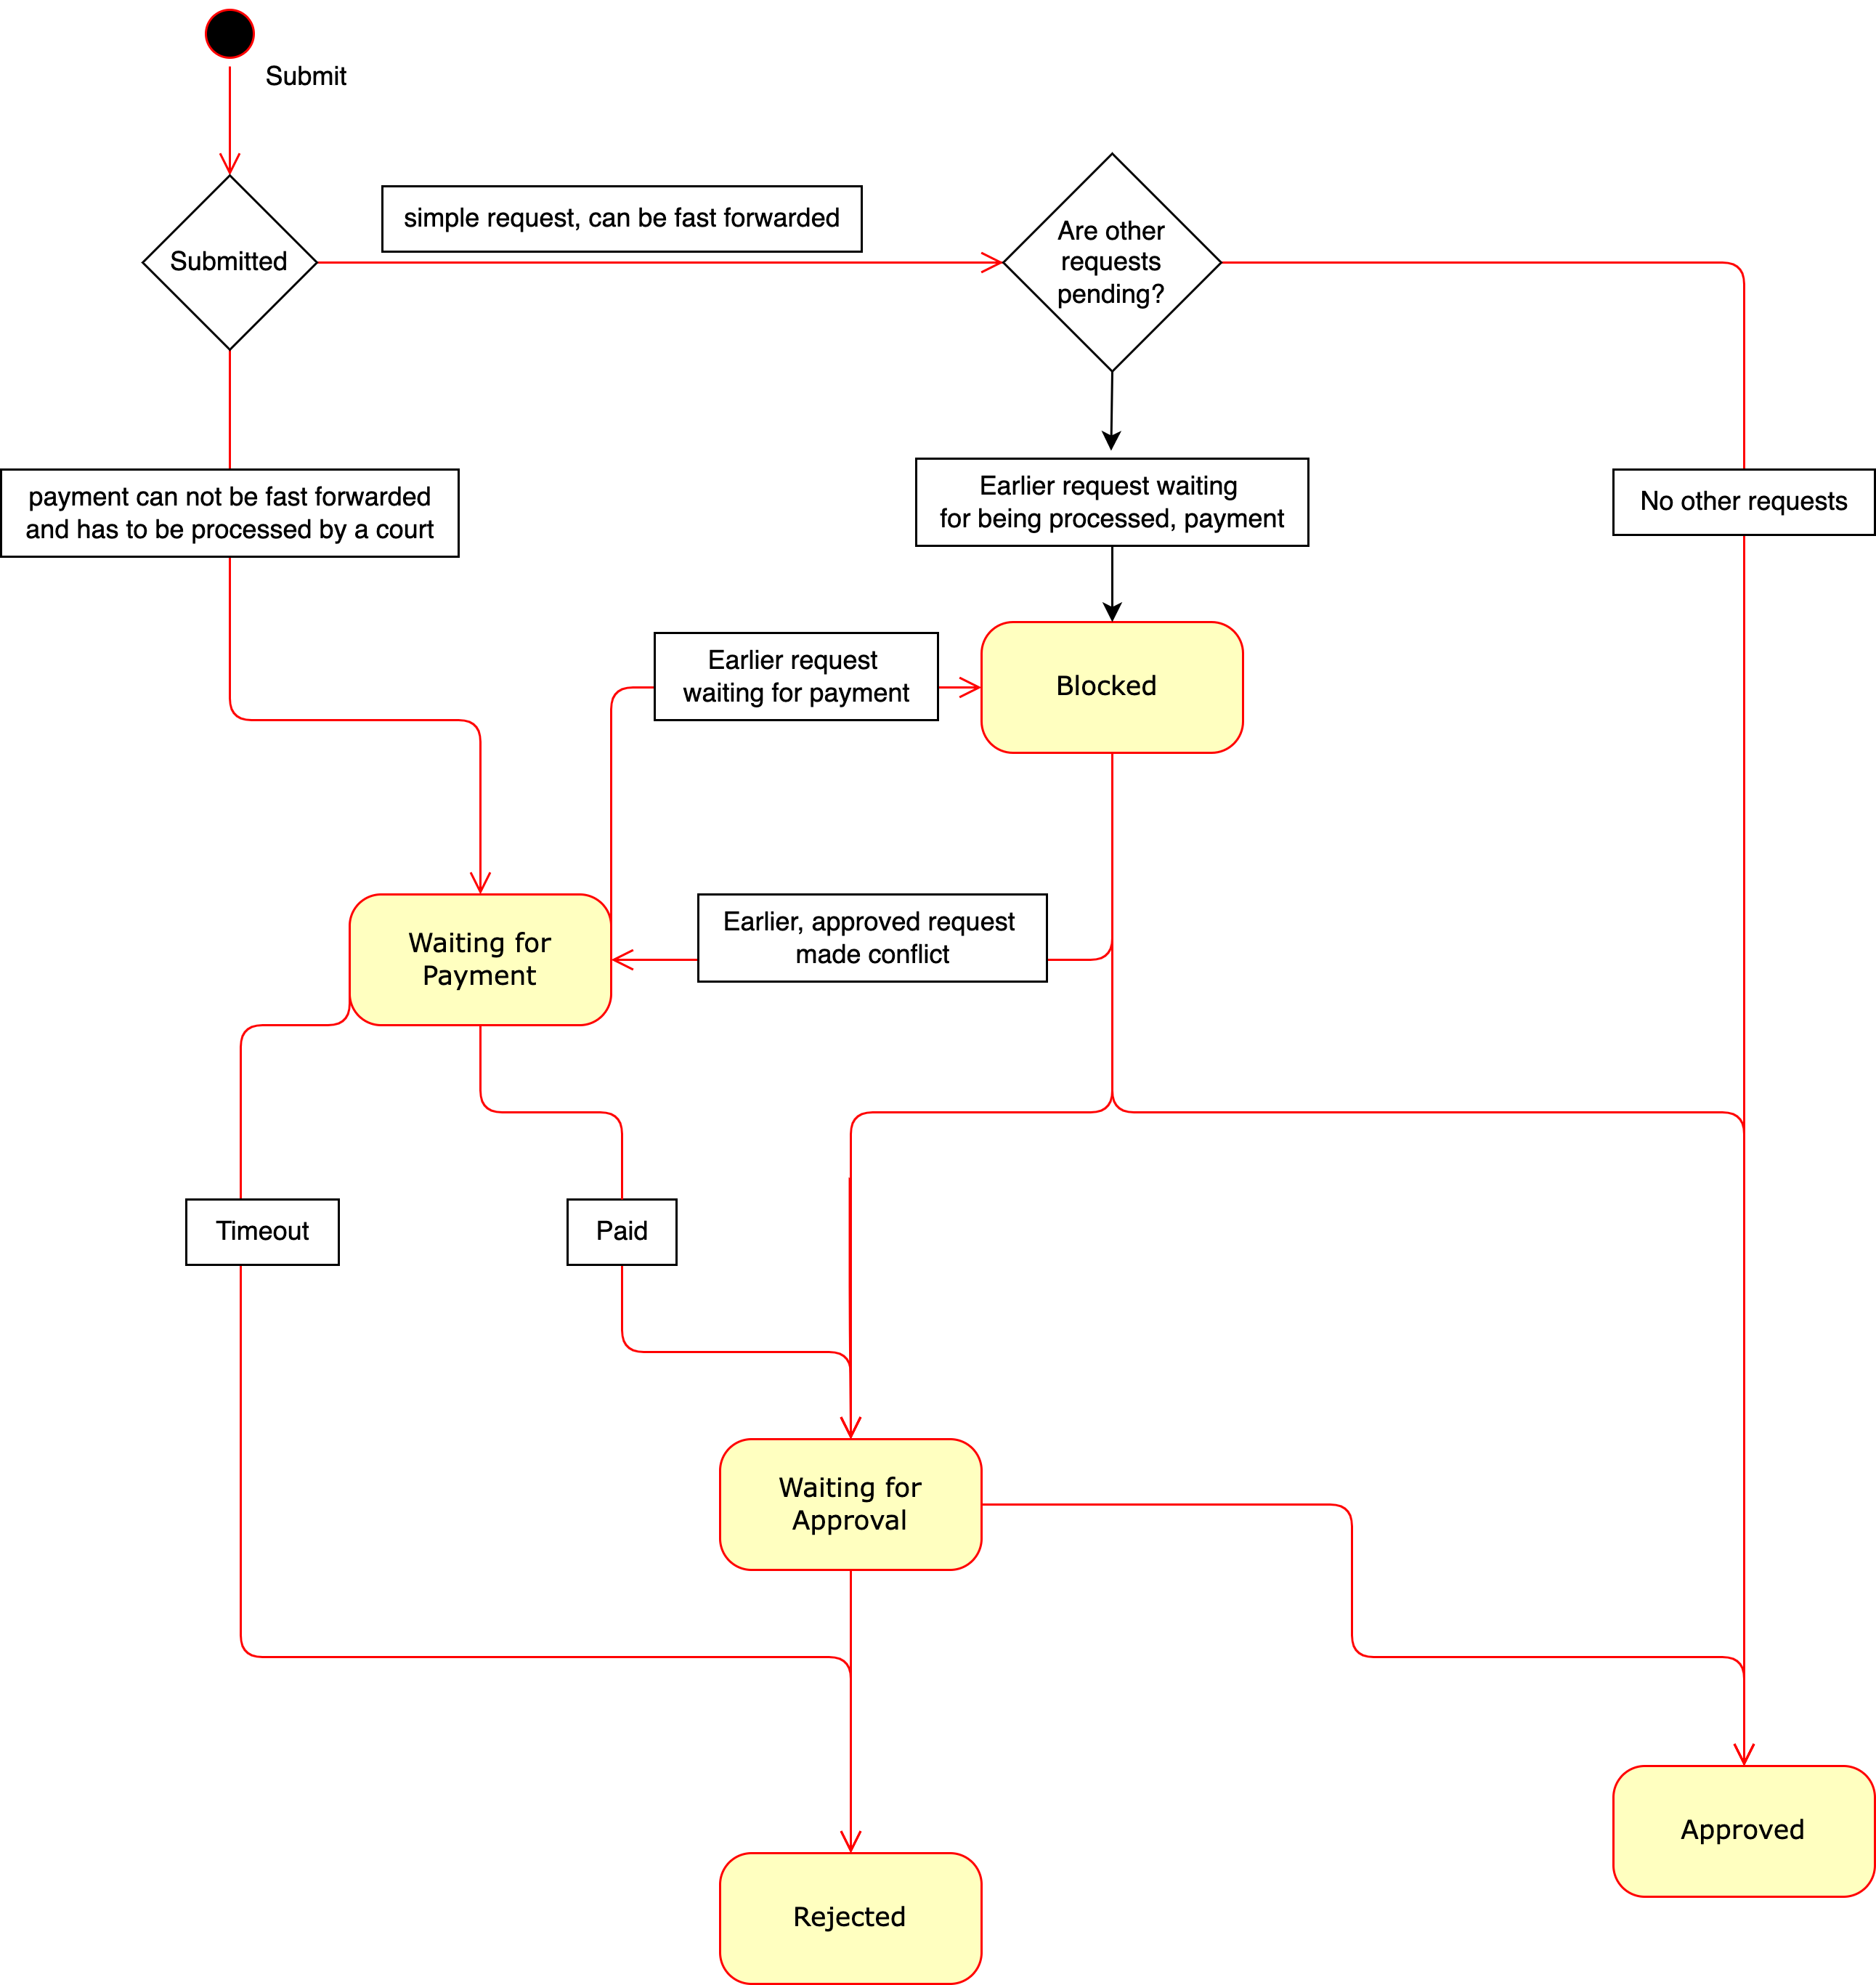 Submit
Submitted
simple request, can be fast forwarded
Are other
requests
pending?
payment can not be fast forwarded
and has to be processed by a court
Earlier request waiting
for being processed, payment
No other requests
Earlier request
waiting for payment
Blocked
Waiting for
Payment
Earlier, approved request
made conflict
Timeout
Paid
Waiting for
Approval
Approved
Rejected